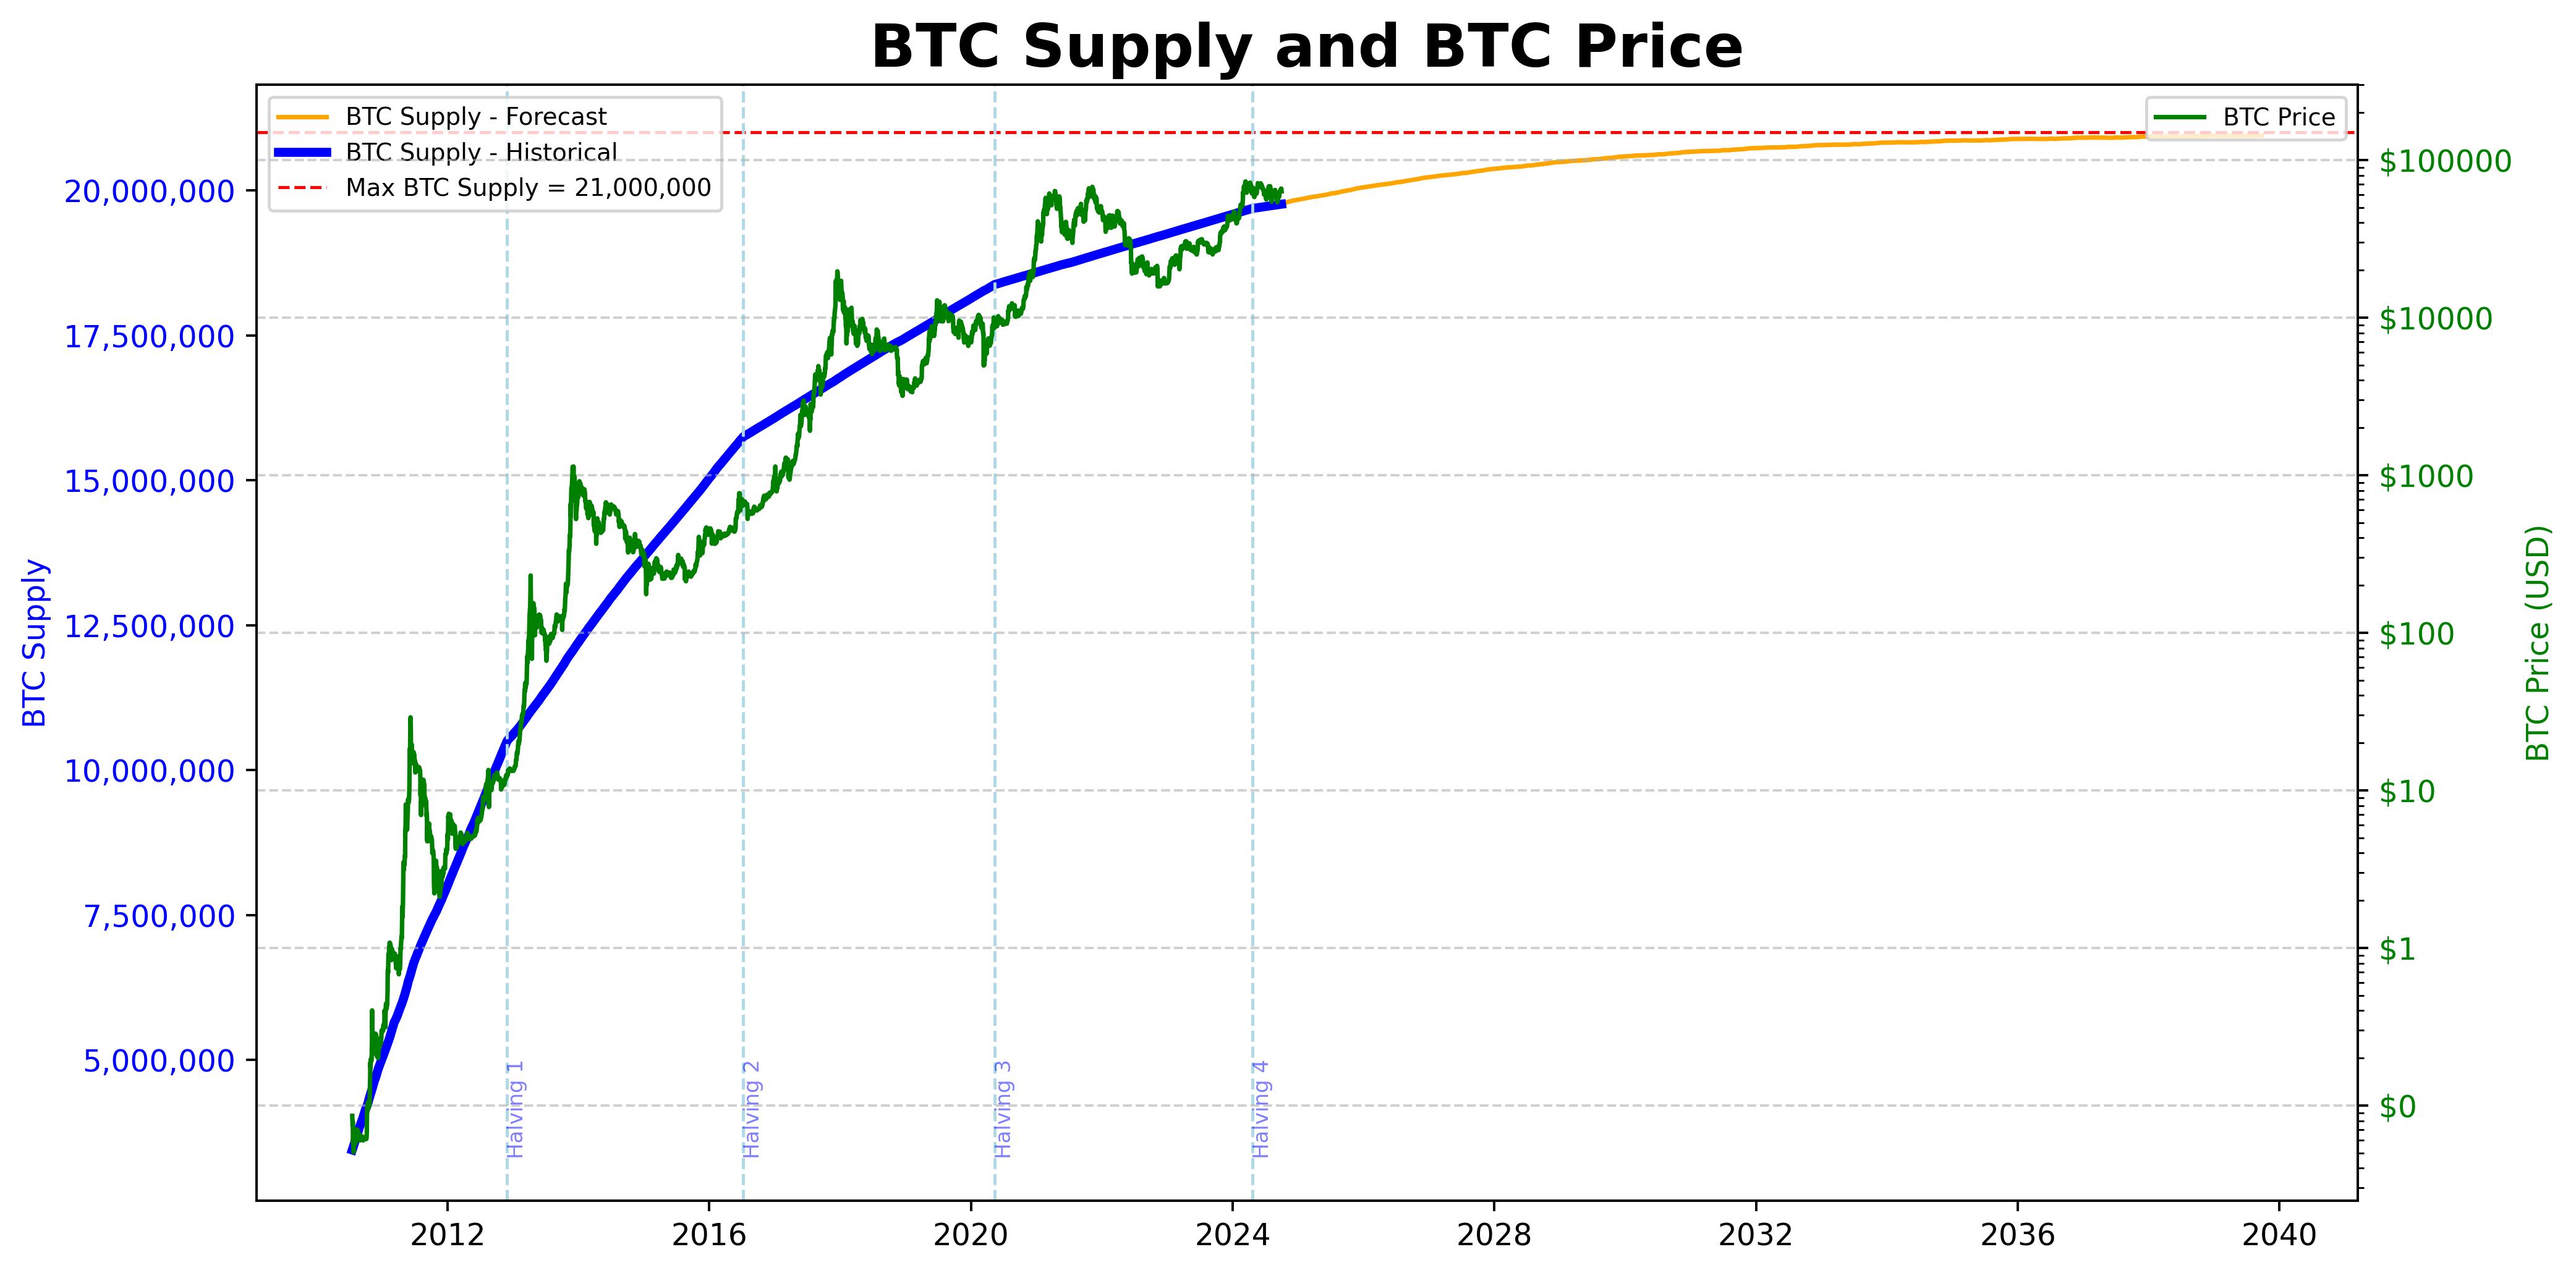 BTC Supply and BTC Price
BTC Supply - Forecast
BTC Supply - Historical
Max BTC Supply = 21,000,000
BTC Price
BTC Supply
20,000,000
17,500,000
15,000,000
12,500,000
10,000,000
7,500,000
5,000,000
Halving 1
Halving 2
Halving 3
Halving 4
$100000
$10000
$1000
$100
$10
$1
$0
BTC Price (USD)
2012 2016 2020 2024 2028 2032 2036 2040